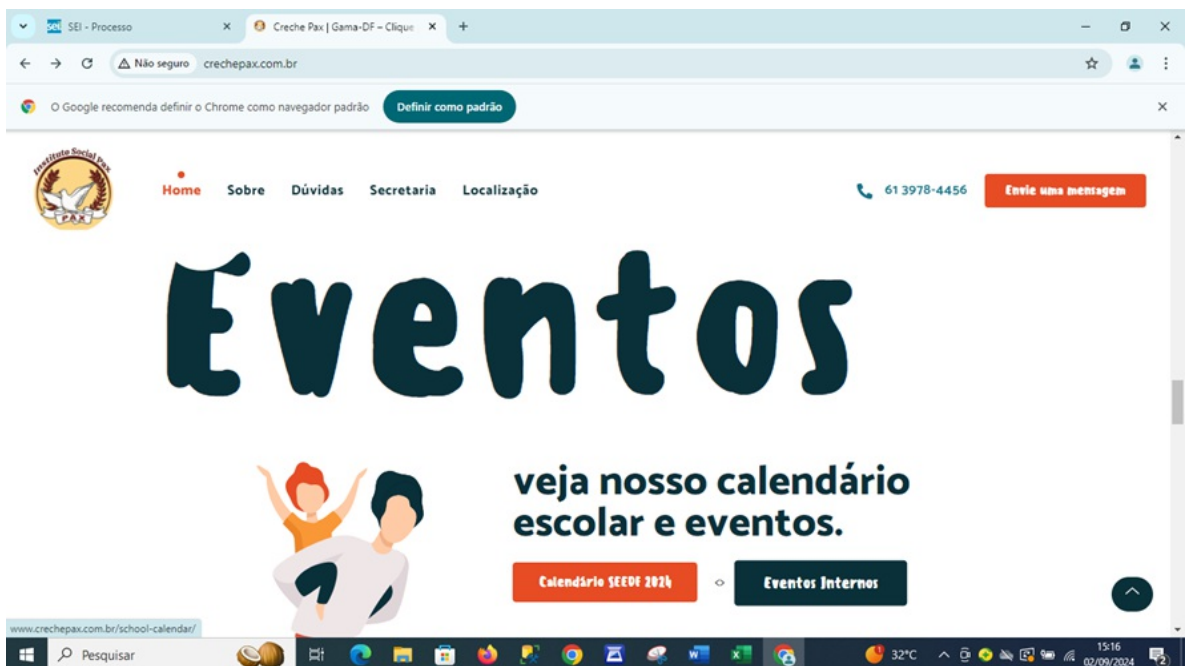 sei SEI - Processo
Creche Pax | Gama-DF – Clique
Não seguro crechepax.com.br
O Google recomenda definir o Chrome como navegador padrão Definir como padrão
Instituto Social Pax
PAX
Home Sobre Dúvidas Secretaria Localização
61 3978-4456 Envie uma mensagem
Eventos
veja nosso calendário
escolar e eventos.
Calendário SEEDF 2024 Eventos Internos
www.crechepax.com.br/school-calendar/
Pesquisar
32°C
15:16
02/09/2024
2